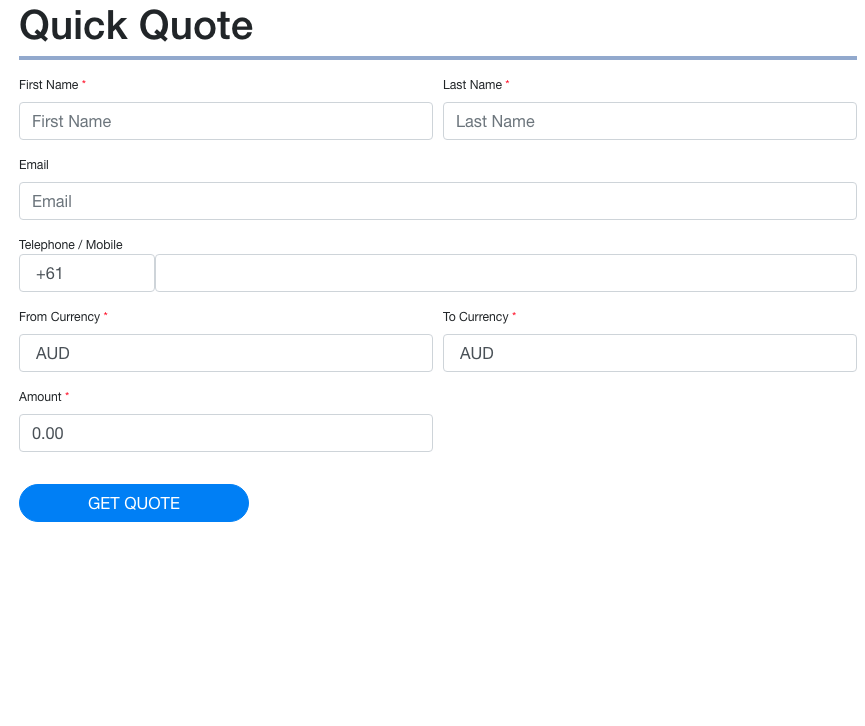 Quick Quote
First Name * Last Name *
First Name Last Name
Email
Email
Telephone / Mobile
+61
From Currency * To Currency *
AUD AUD
Amount *
0.00
GET QUOTE